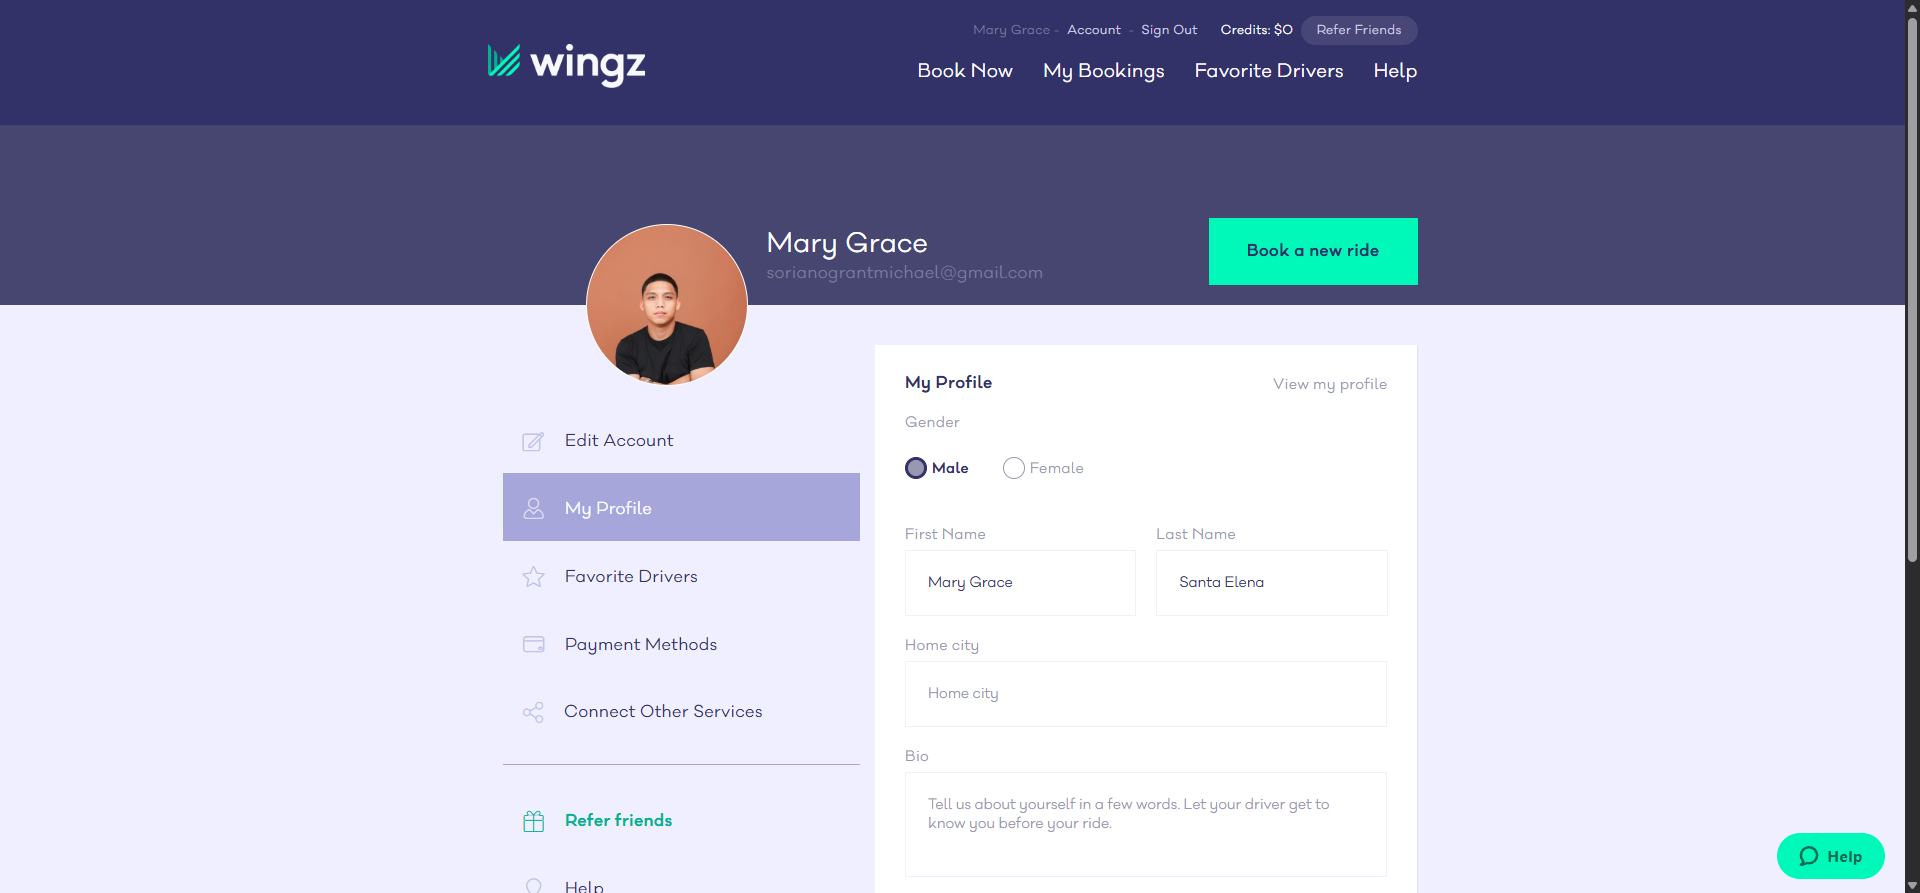 Mary Grace - Account - Sign Out Credits: $0 Refer Friends
wingz
Book Now My Bookings Favorite Drivers Help
Mary Grace
sorianograntmichael@gmail.com
Book a new ride
Edit Account
My Profile
Favorite Drivers
Payment Methods
Connect Other Services
Refer friends
Help
My Profile
View my profile
Gender
Male Female
First Name Last Name
Mary Grace Santa Elena
Home city
Home city
Bio
Tell us about yourself in a few words. Let your driver get to
know you before your ride.
Help